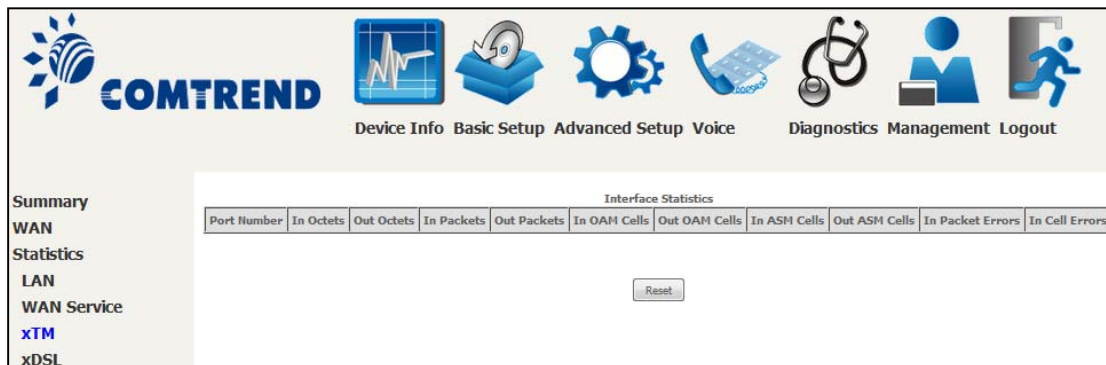 COMTREND
Device Info Basic Setup Advanced Setup Voice Diagnostics Management Logout
Summary
WAN
Statistics
LAN
WAN Service
xTM
xDSL
Interface Statistics
Port Number In Octets Out Octets In Packets Out Packets In OAM Cells Out OAM Cells In ASM Cells Out ASM Cells In Packet Errors In Cell Errors
Reset